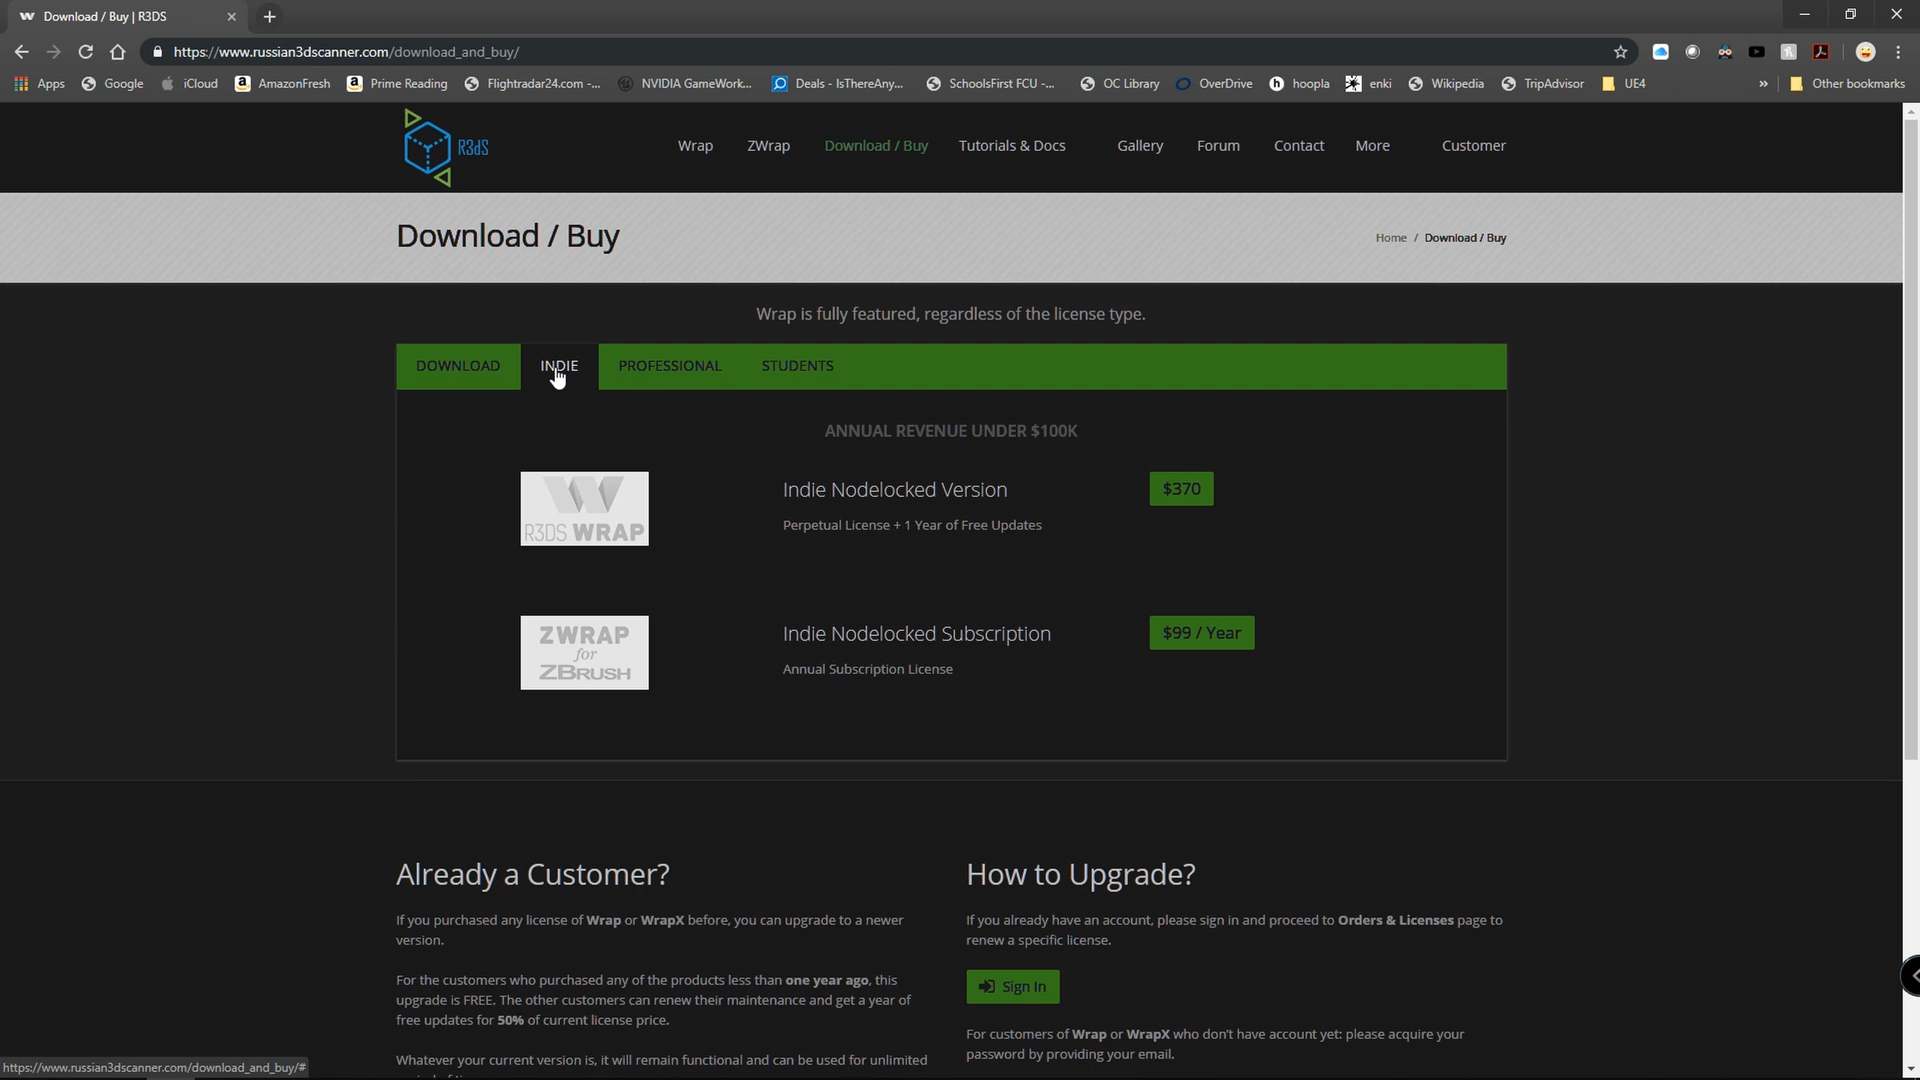 Download / Buy | R3DS
https://www.russian3dscanner.com/download_and_buy/
Apps Google iCloud AmazonFresh Prime Reading Flightradar24.com -... NVIDIA GameWork... Deals - IsThereAny... SchoolsFirst FCU -... OC Library OverDrive hoopla enki Wikipedia TripAdvisor UE4 » Other bookmarks
R3dS
Wrap ZWrap Download / Buy Tutorials & Docs Gallery Forum Contact More Customer
Download / Buy
Home / Download / Buy
Wrap is fully featured, regardless of the license type.
DOWNLOAD INDIE PROFESSIONAL STUDENTS
ANNUAL REVENUE UNDER $100K
R3DS WRAP
Indie Nodelocked Version
$370
Perpetual License + 1 Year of Free Updates
ZWRAP
for
ZBRUSH
Indie Nodelocked Subscription
$99 / Year
Annual Subscription License
Already a Customer?
If you purchased any license of Wrap or WrapX before, you can upgrade to a newer
version.
For the customers who purchased any of the products less than one year ago, this
upgrade is FREE. The other customers can renew their maintenance and get a year of
free updates for 50% of current license price.
Whatever your current version is, it will remain functional and can be used for unlimited
How to Upgrade?
If you already have an account, please sign in and proceed to Orders & Licenses page to
renew a specific license.
Sign In
For customers of Wrap or WrapX who don't have account yet: please acquire your
password by providing your email.
https://www.russian3dscanner.com/download_and_buy/#